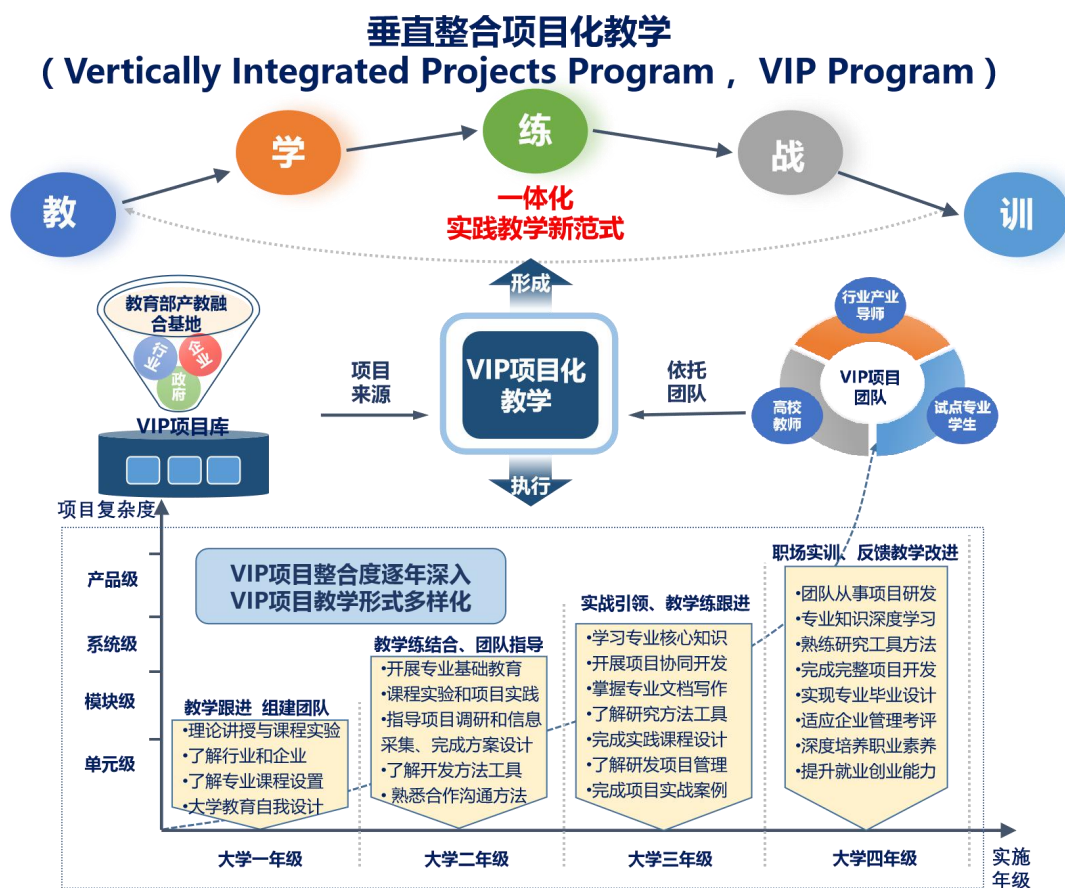 垂直整合项目化教学
（Vertically Integrated Projects Program， VIP Program）
教
学
练
战
训
一体化
实践教学新范式
形成
教育部产教融
合基地
行业
企业
政府
VIP项目库
项目
来源
VIP项目化
教学
依托
团队
行业产业
导师
VIP项目
团队
高校
教师
试点专业
学生
执行
项目复杂度
产品级
系统级
模块级
单元级
VIP项目整合度逐年深入
VIP项目教学形式多样化
教学跟进 组建团队
•理论讲授与课程实验
•了解行业和企业
•了解专业课程设置
•大学教育自我设计
教学练结合、团队指导
•开展专业基础教育
•课程实验和项目实践
•指导项目调研和信息
采集、完成方案设计
•了解开发方法工具
•熟悉合作沟通方法
实战引领、教学练跟进
•学习专业核心知识
•开展项目协同开发
•掌握专业文档写作
•了解研究方法工具
•完成实践课程设计
•了解研发项目管理
•完成项目实战案例
职场实训、反馈教学改进
•团队从事项目研发
•专业知识深度学习
•熟练研究工具方法
•完成完整项目开发
•实现专业毕业设计
•适应企业管理考评
•深度培养职业素养
•提升就业创业能力
大学一年级
大学二年级
大学三年级
大学四年级
实施
年级